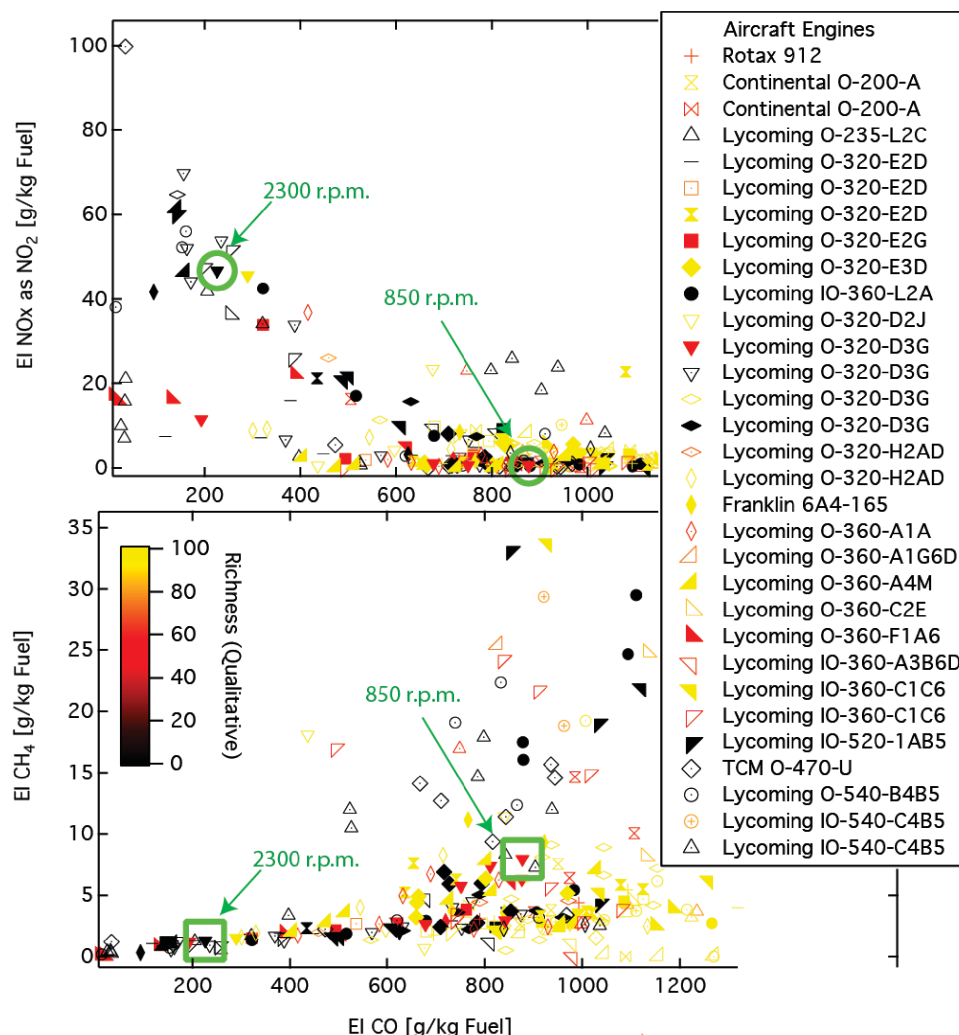 100
80
60
40
20
0
EI NOx as NO2 [g/kg Fuel]
2300 r.p.m.
850 r.p.m.
200
400
600
800
1000
Aircraft Engines
Rotax 912
Continental O-200-A
Continental O-200-A
Lycoming O-235-L2C
Lycoming O-320-E2D
Lycoming O-320-E2D
Lycoming O-320-E2D
Lycoming O-320-E2G
Lycoming O-320-E3D
Lycoming IO-360-L2A
Lycoming O-320-D2J
Lycoming O-320-D3G
Lycoming O-320-D3G
Lycoming O-320-D3G
Lycoming O-320-D3G
Lycoming O-320-H2AD
Lycoming O-320-H2AD
Franklin 6A4-165
Lycoming O-360-A1A
Lycoming O-360-A1G6D
Lycoming O-360-A4M
Lycoming O-360-C2E
Lycoming O-360-F1A6
Lycoming IO-360-A3B6D
Lycoming IO-360-C1C6
Lycoming IO-360-C1C6
Lycoming IO-520-1AB5
TCM O-470-U
Lycoming O-540-B4B5
Lycoming IO-540-C4B5
Lycoming IO-540-C4B5
35
30
25
20
15
10
5
0
EI CH4 [g/kg Fuel]
100
80
60
40
20
0
Richness (Qualitative)
850 r.p.m.
2300 r.p.m.
200
400
600
800
1000
1200
EI CO [g/kg Fuel]